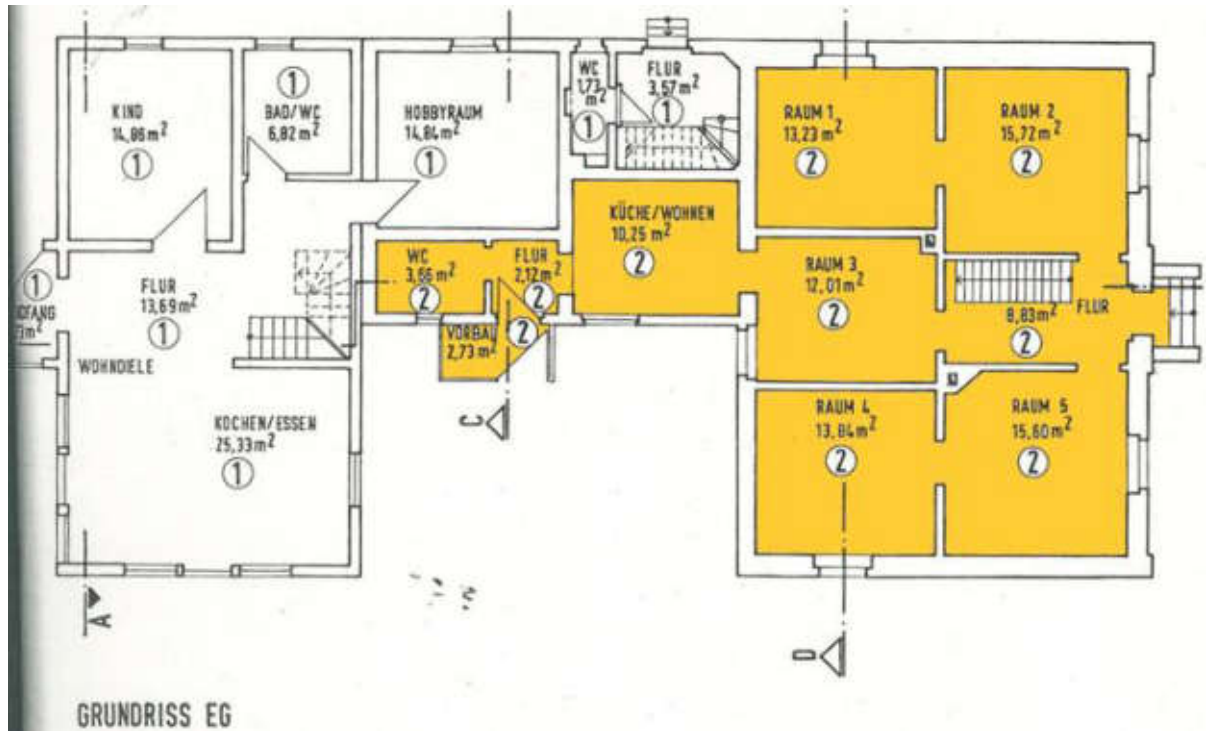 KIND
14,86 m²
1
1
BAD/WC
6,82 m²
HOBBYRAUM
14,84 m²
1
WC
1,73
m²
1
FLUR
3,57 m²
1
RAUM 1
13,23 m²
2
RAUM 2
15,72 m²
2
KÜCHE/WOHNEN
10,25 m²
2
WC
3,66 m²
2
FLUR
2,12 m²
2
VORBAU
2,73 m²
2
RAUM 3
12,01 m²
2
8,83 m²
FLUR
2
1
FLUR
13,69 m²
1
WOHNDIELE
KOCHEN/ESSEN
25,33 m²
1
RAUM 4
13,84 m²
2
RAUM 5
15,60 m²
2
A
C
D
GRUNDRISS EG